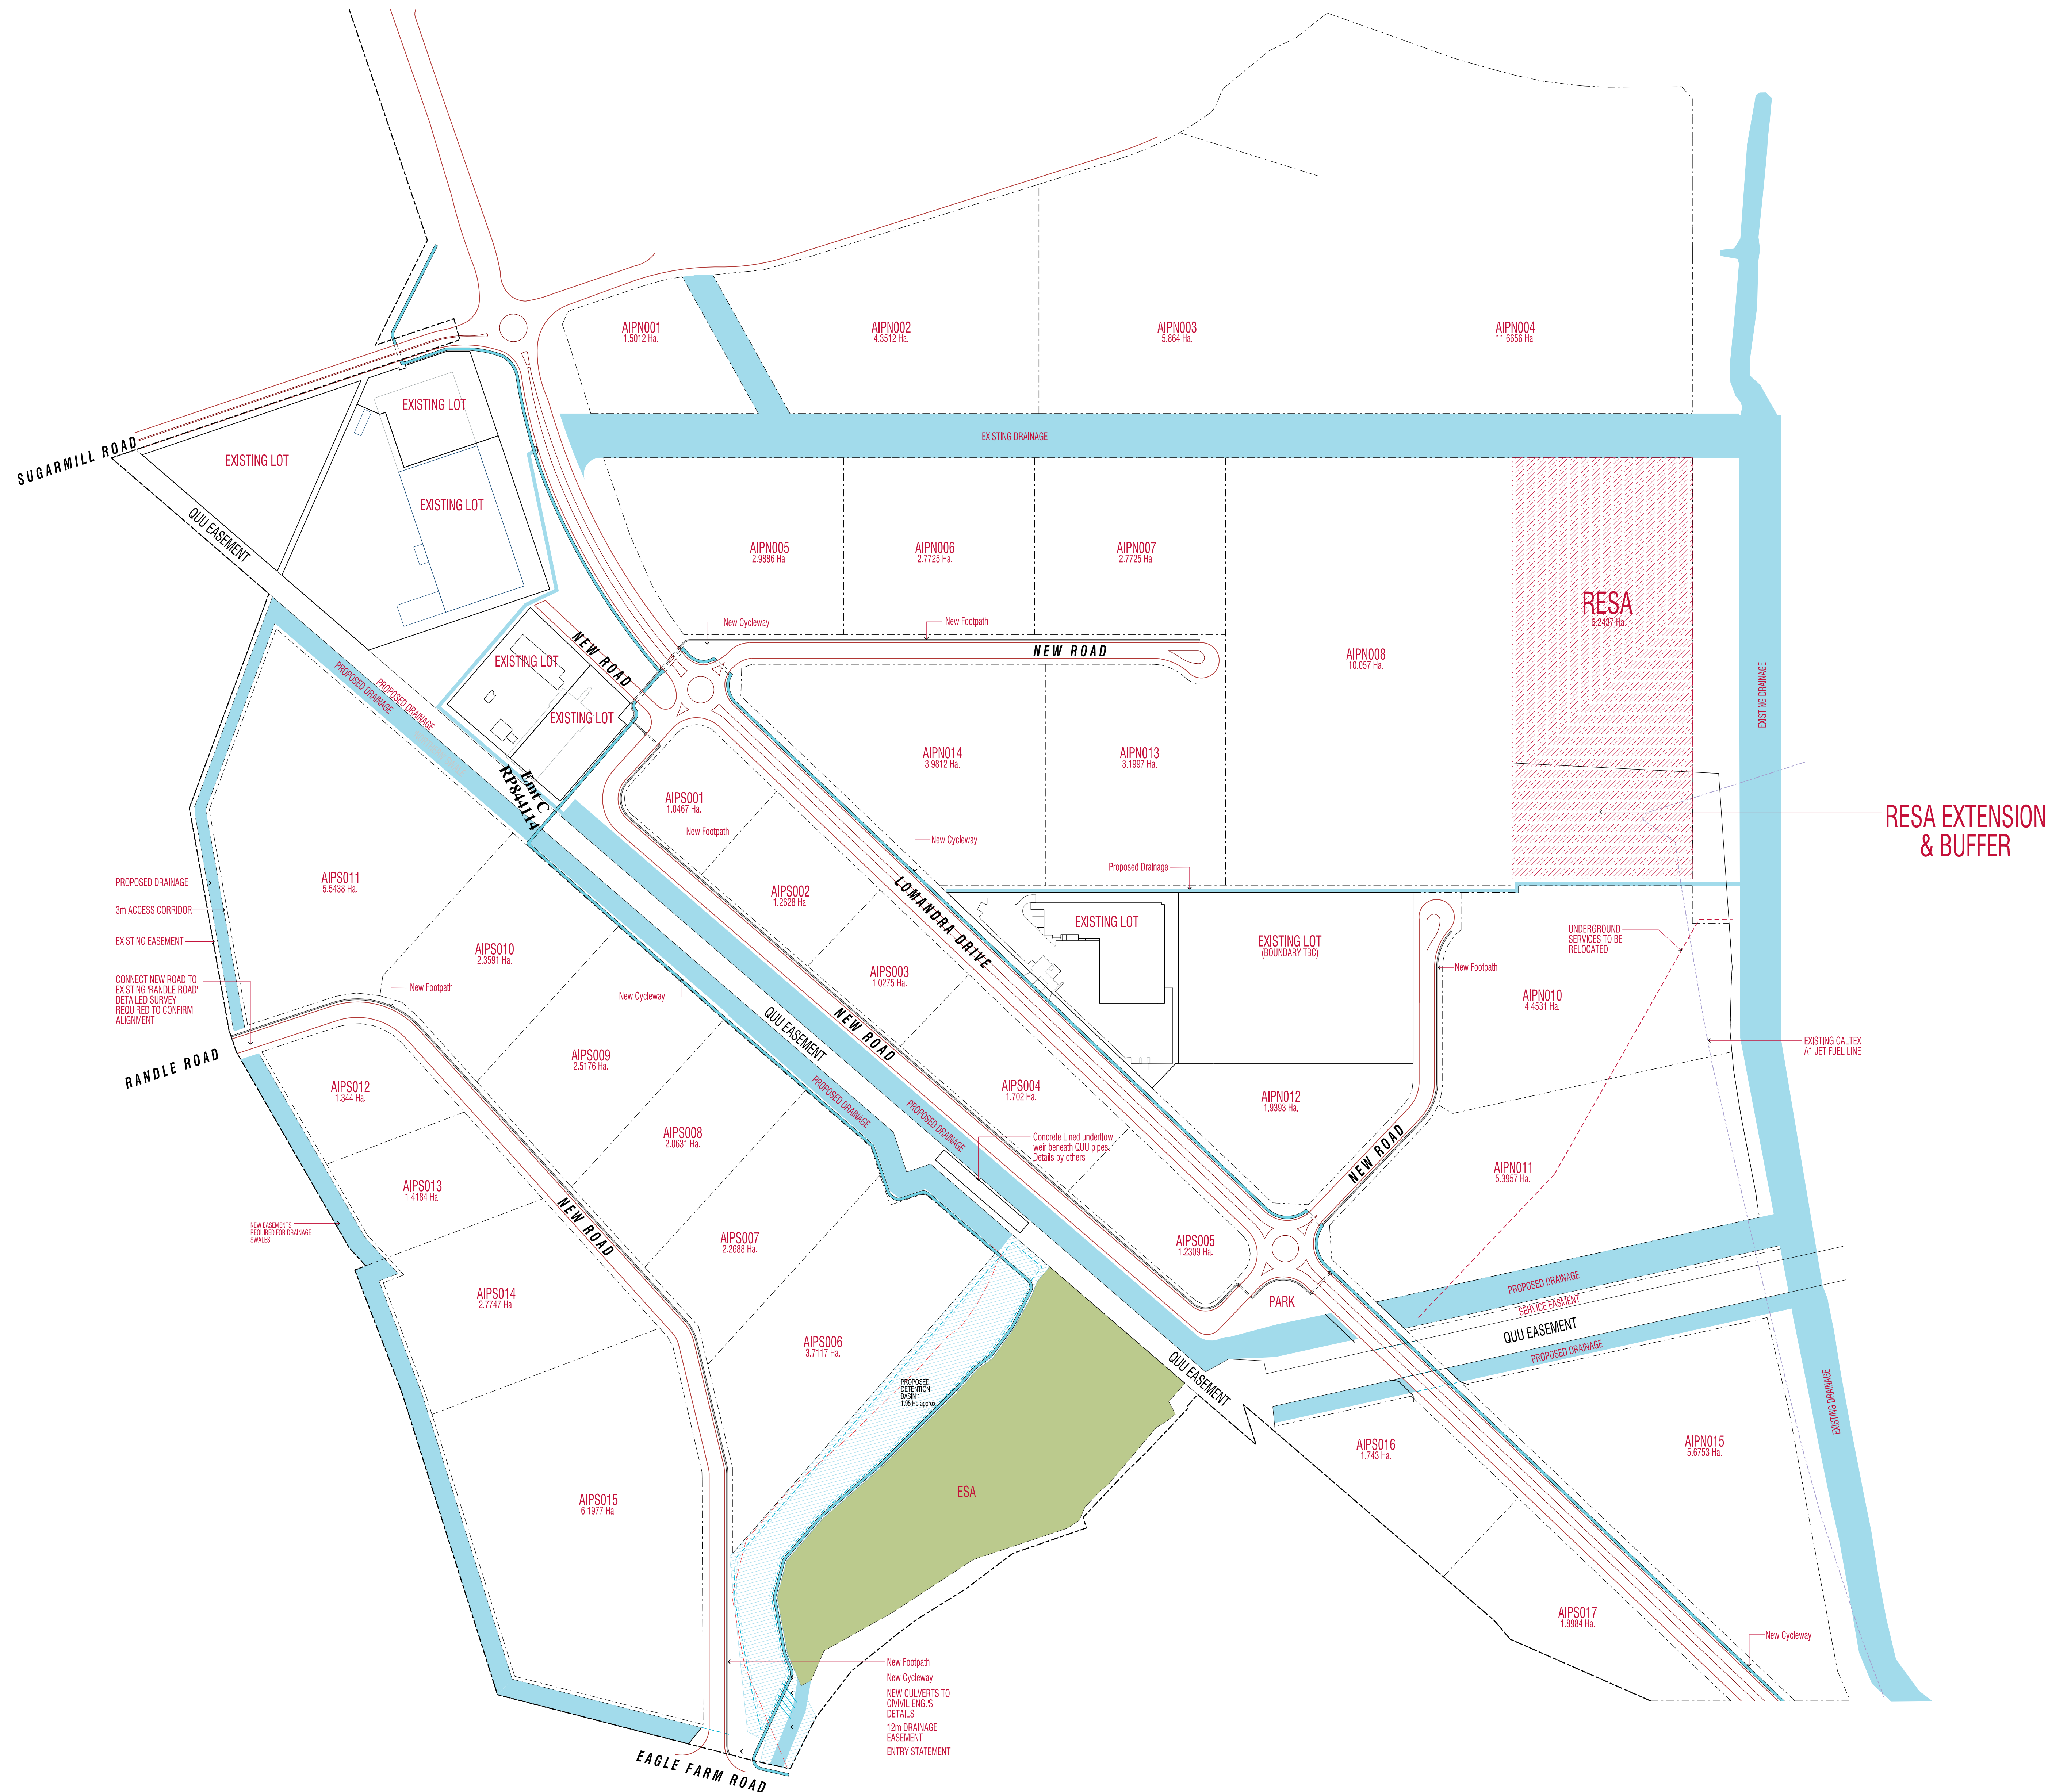 AIPN001
1.5012 Ha.
AIPN002
4.3512 Ha.
AIPN003
5.864 Ha.
AIPN004
11.6656 Ha.
EXISTING LOT
EXISTING DRAINAGE
SUGARMILL ROAD
EXISTING LOT
EXISTING LOT
QUU EASEMENT
AIPN005
2.9886 Ha.
AIPN006
2.7725 Ha.
AIPN007
2.7725 Ha.
RESA
6.2437 Ha.
New Cycleway
New Footpath
NEW ROAD
NEW ROAD
AIPN008
10.057 Ha.
EXISTING LOT
EXISTING LOT
PROPOSED DRAINAGE
PROPOSED DRAINAGE
EXISTING DRAINAGE
Emt C
RP844114
AIPN014
3.9812 Ha.
AIPN013
3.1997 Ha.
AIPS001
1.0467 Ha.
New Footpath
New Cycleway
RESA EXTENSION
& BUFFER
Proposed Drainage
AIPS011
5.5438 Ha.
PROPOSED DRAINAGE
3m ACCESS CORRIDOR
EXISTING EASEMENT
CONNECT NEW ROAD TO
EXISTING 'RANDLE ROAD'
DETAILED SURVEY
REQUIRED TO CONFIRM
ALIGNMENT
AIPS002
1.2628 Ha.
LOMANDRA DRIVE
EXISTING LOT
EXISTING LOT
(BOUNDARY TBC)
UNDERGROUND
SERVICES TO BE
RELOCATED
AIPS010
2.3591 Ha.
New Footpath
New Cycleway
AIPS003
1.0275 Ha.
New Footpath
AIPN010
4.4531 Ha.
QUU EASEMENT
NEW ROAD
EXISTING CALTEX
A1 JET FUEL LINE
RANDLE ROAD
AIPS009
2.5176 Ha.
AIPS012
1.344 Ha.
PROPOSED DRAINAGE
PROPOSED DRAINAGE
AIPS004
1.702 Ha.
AIPN012
1.9393 Ha.
AIPS008
2.0631 Ha.
Concrete Lined underflow
weir beneath QUU pipes.
Details by others
NEW ROAD
AIPN011
5.3957 Ha.
AIPS013
1.4184 Ha.
NEW EASEMENTS
REQUIRED FOR DRAINAGE
SWALES
NEW ROAD
AIPS007
2.2688 Ha.
AIPS005
1.2309 Ha.
AIPS014
2.7747 Ha.
PARK
PROPOSED DRAINAGE
SERVICE EASMENT
QUU EASEMENT
PROPOSED DRAINAGE
AIPS006
3.7117 Ha.
QUU EASEMENT
PROPOSED
DETENTION
BASIN 1
1.95 Ha approx.
EXISTING DRAINAGE
AIPS016
1.743 Ha.
AIPN015
5.6753 Ha.
AIPS015
6.1977 Ha.
ESA
AIPS017
1.8984 Ha.
New Cycleway
New Footpath
New Cycleway
NEW CULVERTS TO
CIVIVIL ENG.'S
DETAILS
12m DRAINAGE
EASEMENT
ENTRY STATEMENT
EAGLE FARM ROAD